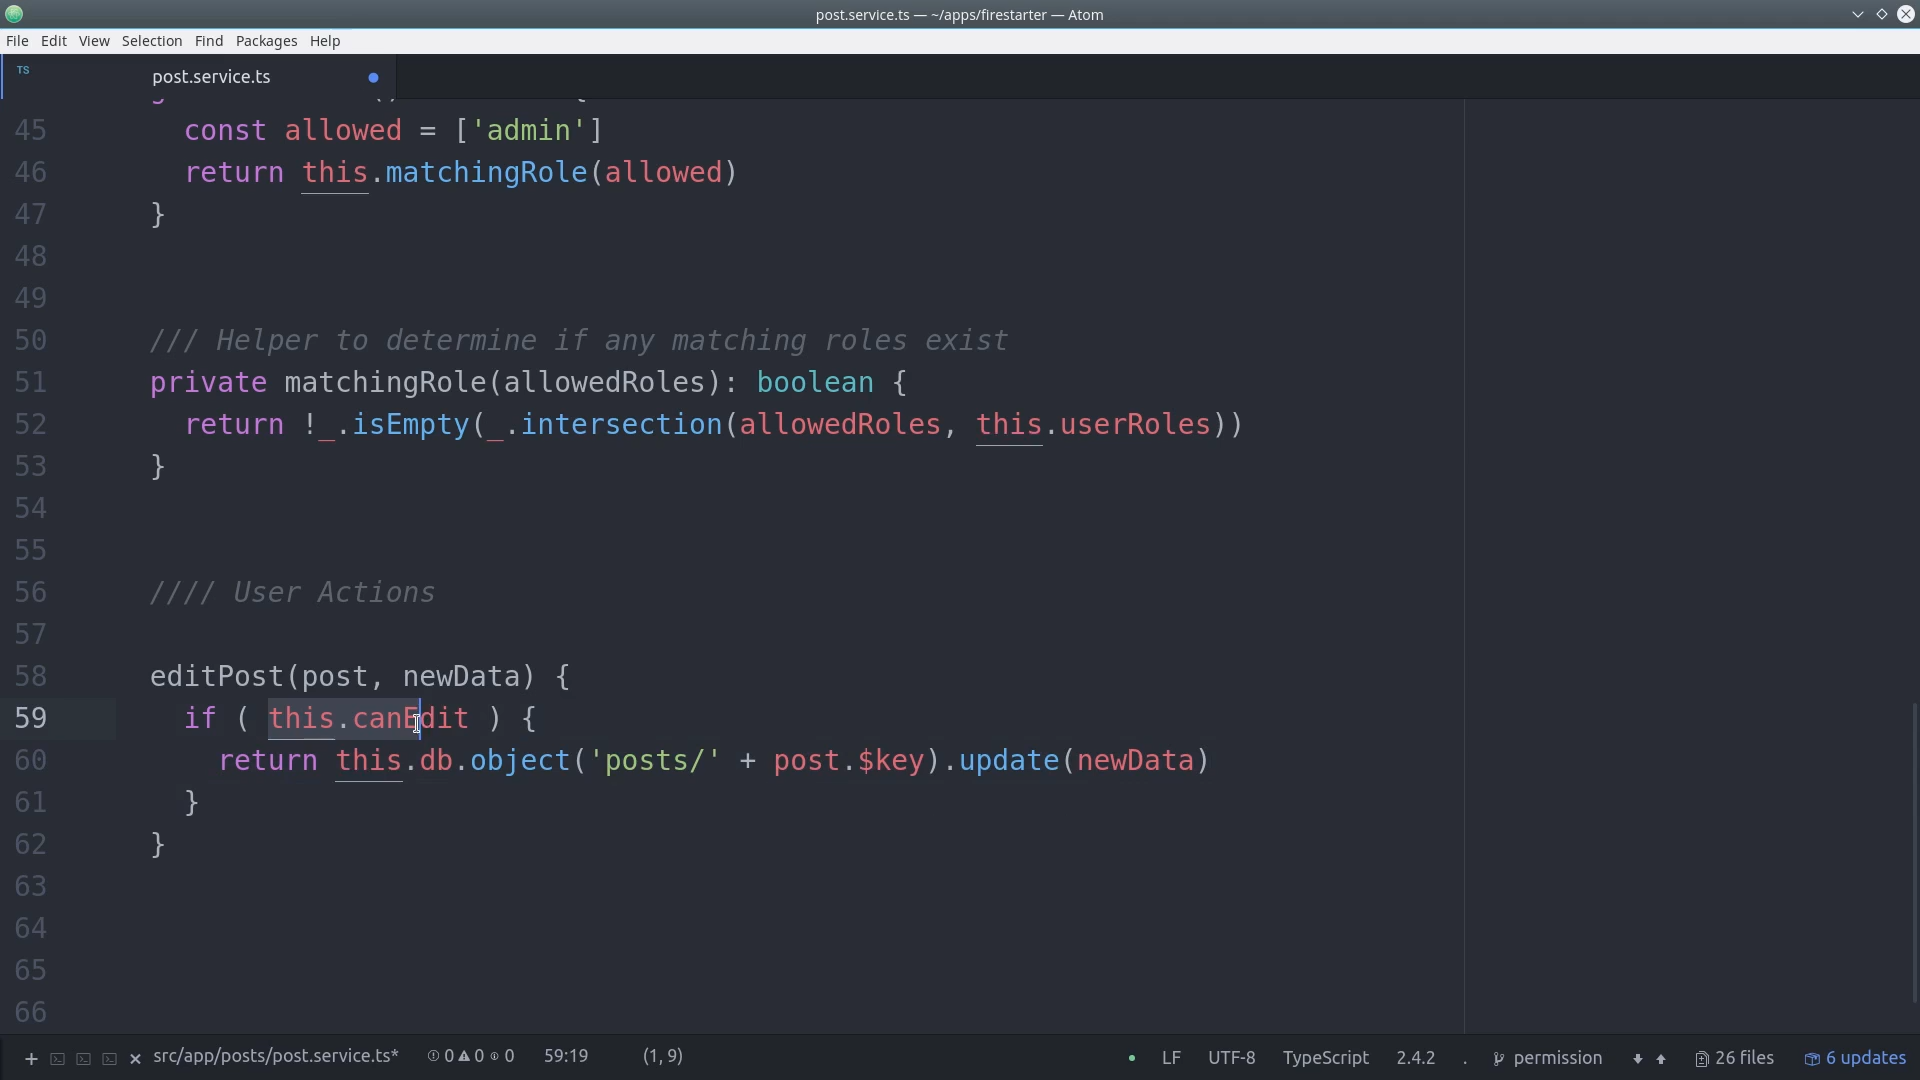 post.service.ts — ~/apps/firestarter — Atom
File Edit View Selection Find Packages Help
TS
post.service.ts
45 const allowed = ['admin']
46 return this.matchingRole(allowed)
47 }
48
49
50 /// Helper to determine if any matching roles exist
51 private matchingRole(allowedRoles): boolean {
52 return !_.isEmpty(_.intersection(allowedRoles, this.userRoles))
53 }
54
55
56 //// User Actions
57
58 editPost(post, newData) {
59 if ( this.canEdit ) {
60 return this.db.object('posts/' + post.$key).update(newData)
61 }
62 }
63
64
65
66
src/app/posts/post.service.ts* 0 0 0 59:19 (1, 9) LF UTF-8 TypeScript 2.4.2 . permission 26 files 6 updates